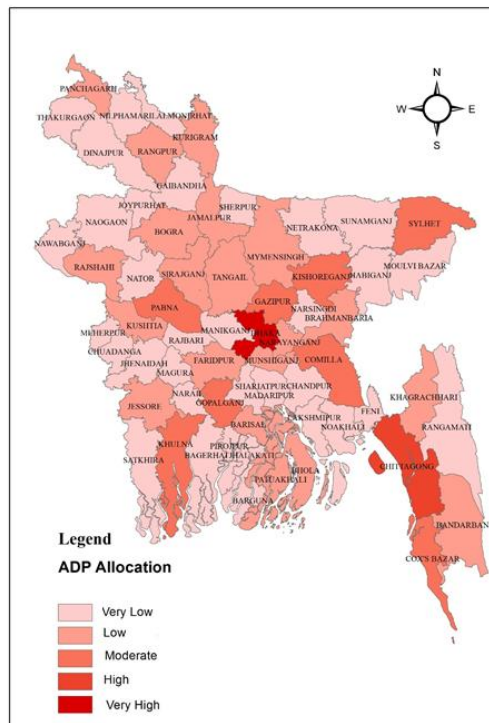 N
W E
S
PANCHAGARH
THAKURGAON
NILPHAMARI
LALMONIRHAT
KURIGRAM
DINAJPUR
RANGPUR
GAIBANDHA
JOYPURHAT
SHERPUR
NAOGAON
JAMALPUR
NETRAKONA
SUNAMGANJ
SYLHET
BOGRA
MYMENSINGH
NAWABGANJ
RAJSHAHI
NATOR
SIRAJGANJ
TANGAIL
KISHOREGANJ
HABIGANJ
MOULVI BAZAR
GAZIPUR
PABNA
NARSINGDI
BRAHMANBARIA
KUSHTIA
MANIKGANJ
DHAKA
NARAYANGANJ
MEHERPUR
RAJBARI
CHUADANGA
FARIDPUR
MUNSHIGANJ
COMILLA
JHENAIDAH
MAGURA
SHARIATPUR
CHANDPUR
KHAGRACHHARI
NARAIL
MADARIPUR
JESSORE
GOPALGANJ
LAKSHMIPUR
FENI
RANGAMATI
BARISAL
NOAKHALI
KHULNA
PIROJPUR
SATKHIRA
BAGERHAT
JHALAKATI
BHOLA
CHITTAGONG
PATUAKHALI
BARGUNA
BANDARBAN
COX'S BAZAR
Legend
ADP Allocation
Very Low
Low
Moderate
High
Very High